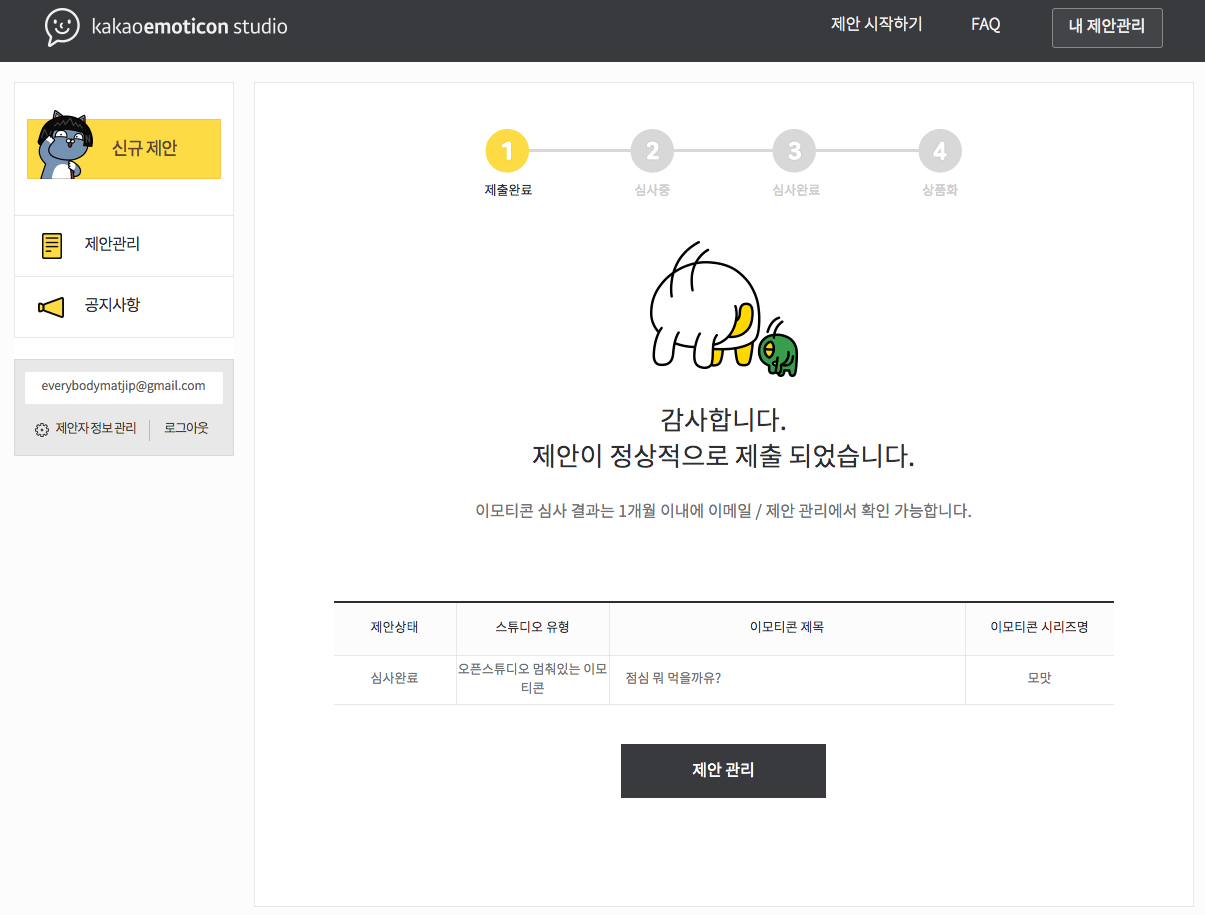 kakaoemoticon studio
제안 시작하기
FAQ
내 제안관리
신규 제안
제안관리
공지사항
everybodymatjip@gmail.com
제안자 정보 관리
로그아웃
1
2
3
4
제출완료
심사중
심사완료
상품화
감사합니다.
제안이 정상적으로 제출 되었습니다.
이모티콘 심사 결과는 1개월 이내에 이메일 / 제안 관리에서 확인 가능합니다.
제안상태
스튜디오 유형
이모티콘 제목
이모티콘 시리즈명
심사완료
오픈스튜디오 멈춰있는 이모
티콘
점심 뭐 먹을까유?
모맛
제안 관리